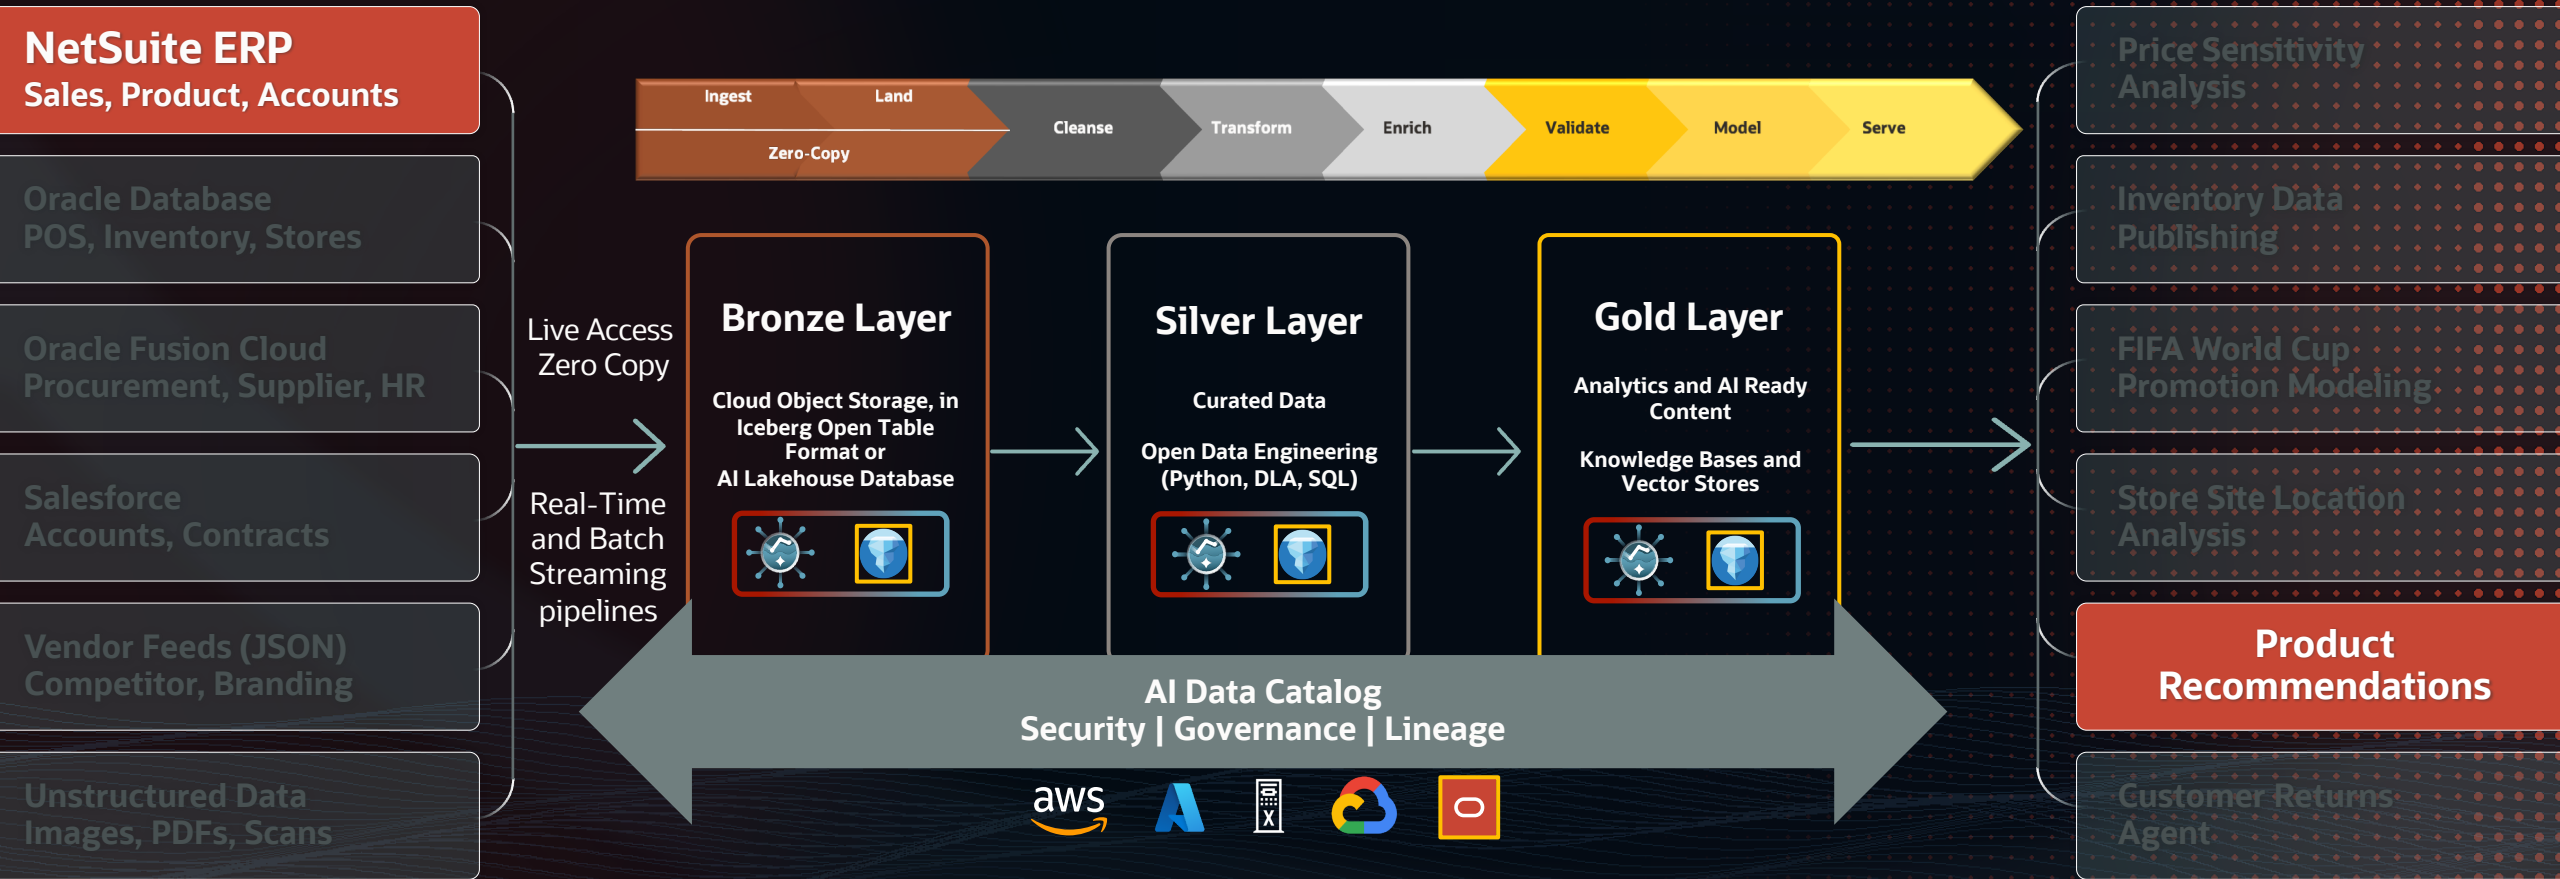 NetSuite ERP
Sales, Product, Accounts
Oracle Database
POS, Inventory, Stores
Oracle Fusion Cloud
Procurement, Supplier, HR
Salesforce
Accounts, Contracts
Vendor Feeds (JSON)
Competitor, Branding
Unstructured Data
Images, PDFs, Scans
Live Access
Zero Copy
Real-Time
and Batch
Streaming
pipelines
Ingest
Land
Zero-Copy
Cleanse
Transform
Enrich
Validate
Model
Serve
Bronze Layer
Cloud Object Storage, in
Iceberg Open Table
Format or
AI Lakehouse Database
Silver Layer
Curated Data
Open Data Engineering
(Python, DLA, SQL)
Gold Layer
Analytics and AI Ready
Content
Knowledge Bases and
Vector Stores
AI Data Catalog
Security | Governance | Lineage
aws
X
Price Sensitivity
Analysis
Inventory Data
Publishing
FIFA World Cup
Promotion Modeling
Store Site Location
Analysis
Product
Recommendations
Customer Returns
Agent